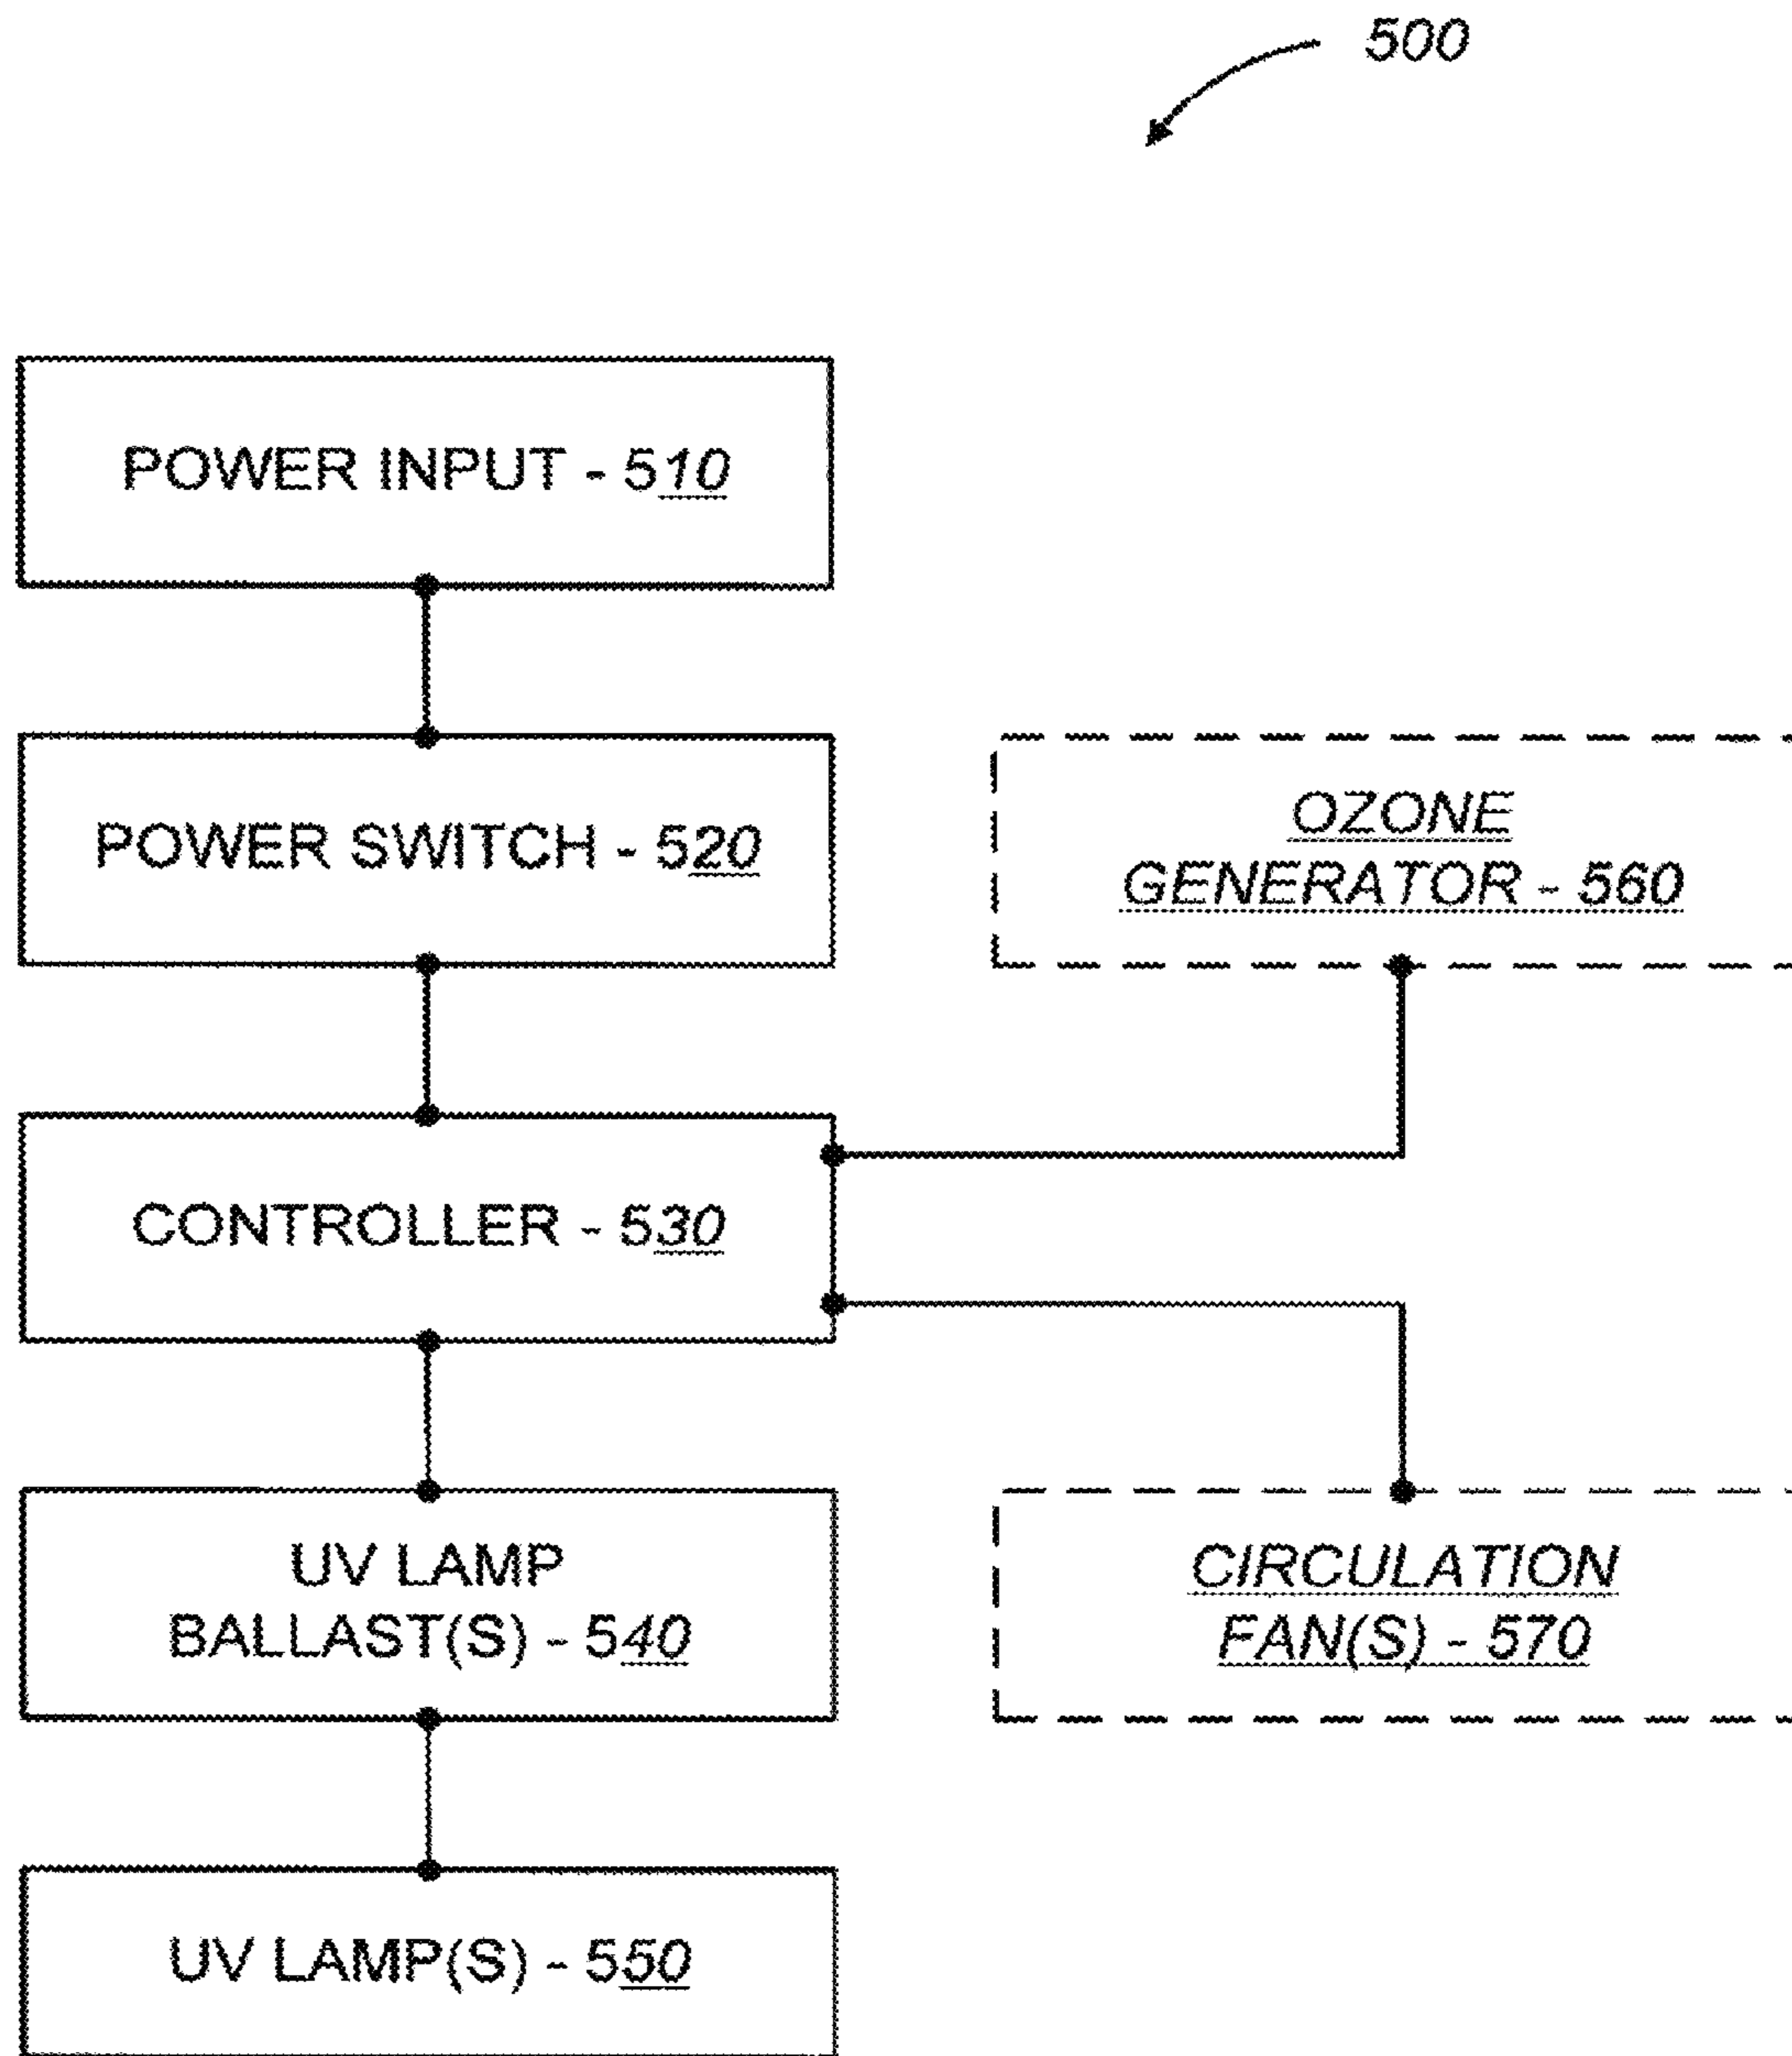 500
POWER INPUT - 510
POWER SWITCH - 520
OZONE
GENERATOR - 560
CONTROLLER - 530
UV LAMP
BALLAST(S) - 540
CIRCULATION
FAN(S) - 570
UV LAMP(S) - 550